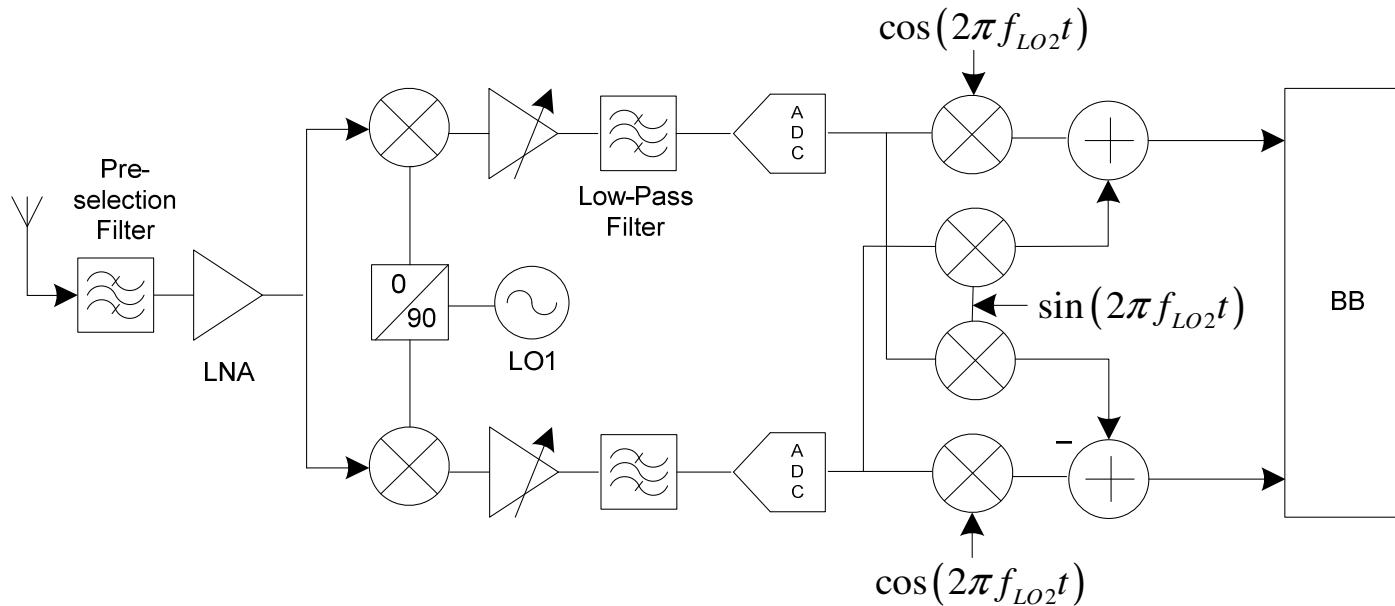 cos(2πf_{LO2}t)
A
D
C
Pre-
selection
Filter
Low-Pass
Filter
0
90
LNA
LO1
sin(2πf_{LO2}t)
BB
A
D
C
−
cos(2πf_{LO2}t)